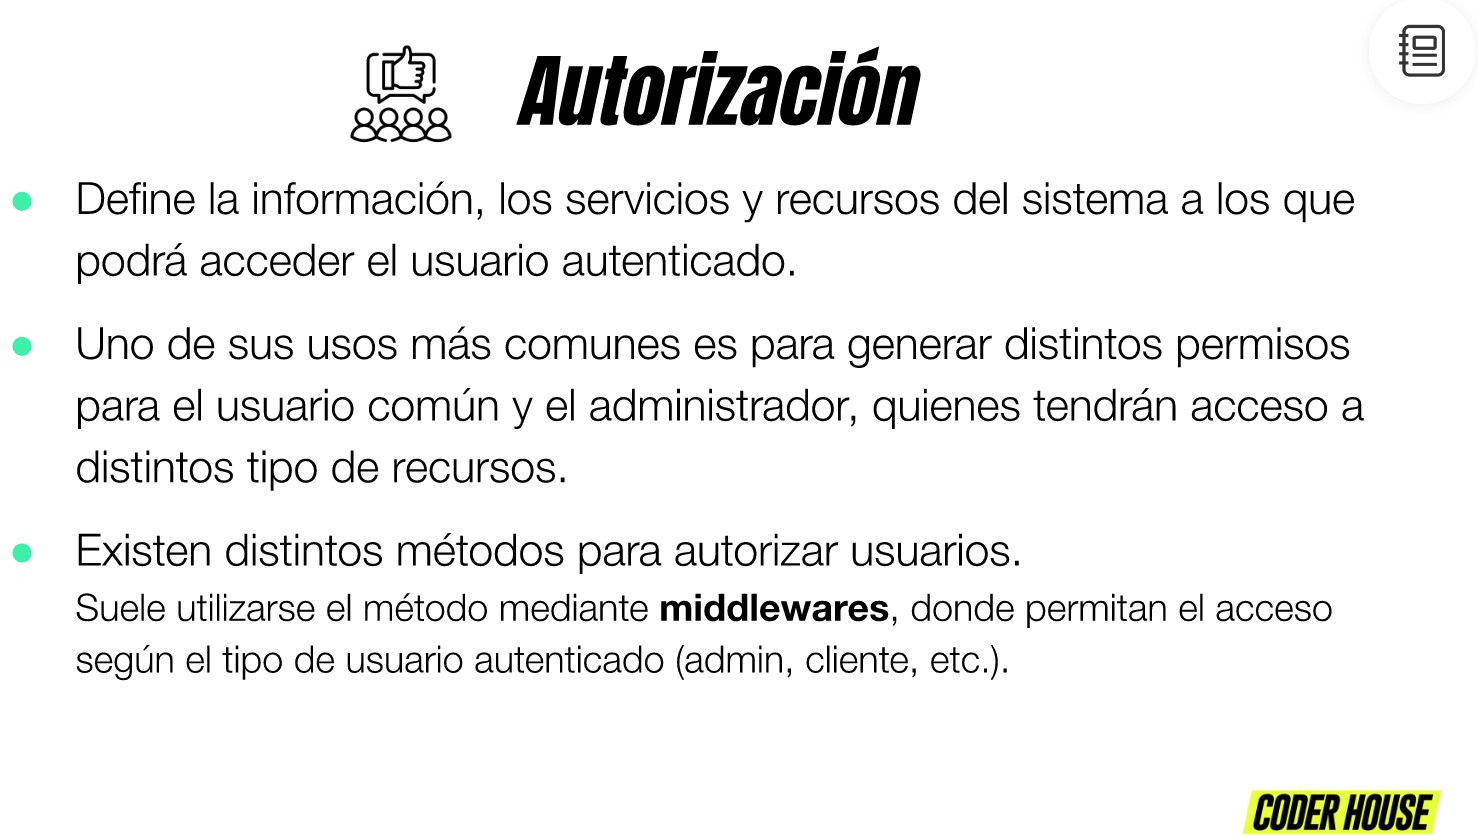 Autorización
Define la información, los servicios y recursos del sistema a los que
podrá acceder el usuario autenticado.
Uno de sus usos más comunes es para generar distintos permisos
para el usuario común y el administrador, quienes tendrán acceso a
distintos tipo de recursos.
Existen distintos métodos para autorizar usuarios.
Suele utilizarse el método mediante middlewares, donde permitan el acceso
según el tipo de usuario autenticado (admin, cliente, etc.).
CODER HOUSE